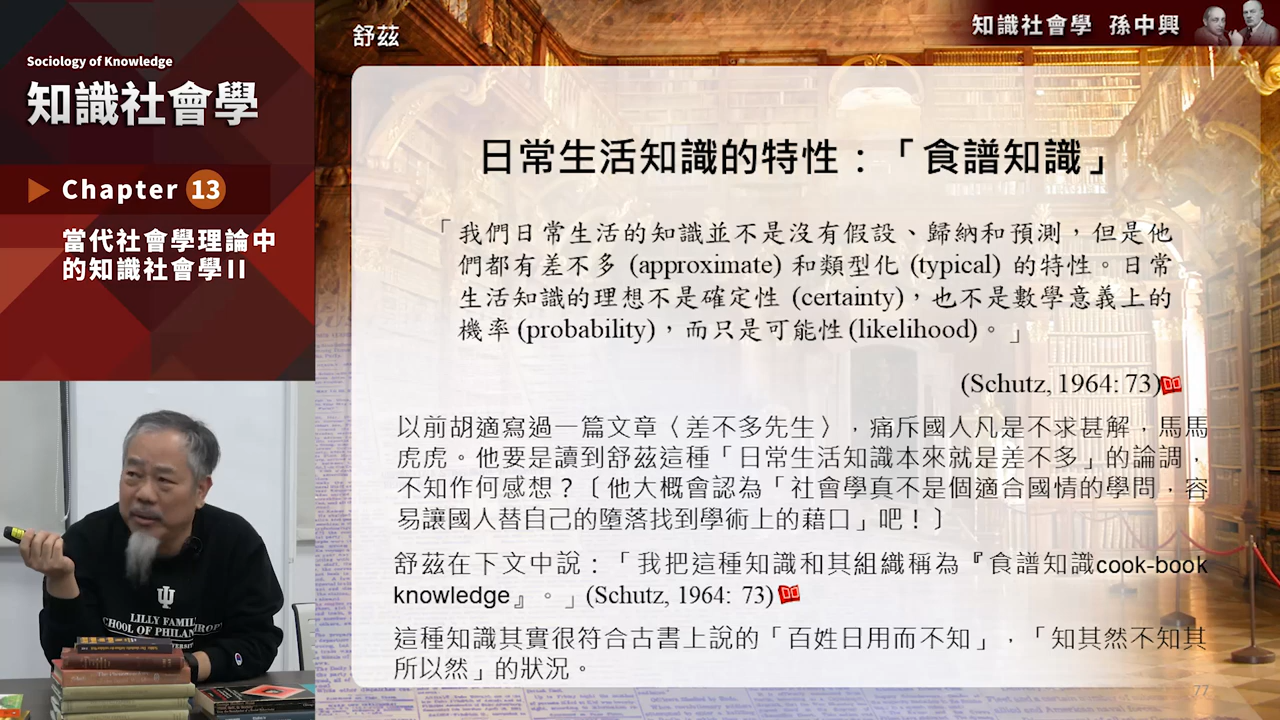 Sociology of Knowledge
知識社會學
Chapter 13
當代社會學理論中
的知識社會學II
舒茲
知識社會學 孫中興
日常生活知識的特性：「食譜知識」
「我們日常生活的知識並不是沒有假設、歸納和預測，但是他
們都有差不多 (approximate) 和類型化 (typical) 的特性。日常
生活知識的理想不是確定性 (certainty)，也不是數學意義上的
機率 (probability)，而只是可能性 (likelihood)。」
(Schutz, 1964: 73)
以前胡適寫過一篇文章〈差不多先生〉，痛斥國人凡是不求甚解，馬馬
虎虎。他要是讀到舒茲這種「日常生活知識本來就是差不多」的論調，
不知作何感想？〔他大概會認為「社會學真不是個適合國情的學問，容
易讓國人替自己的墮落找到學術上的藉口」吧！〕
舒茲在下文中說：「我把這種知識和其組織稱為『食譜知識cook-book
knowledge』。」(Schutz, 1964: 73)
這種知識其實很符合古書上說的「百姓日用而不知」，「知其然不知其
所以然」的狀況。
77
LILLY FAMIL
CHOOL OF PHILANTHROP